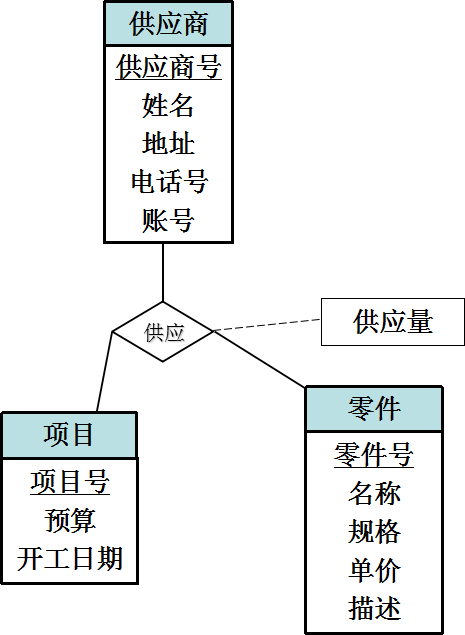 供应商
供应商号
姓名
地址
电话号
账号
供应
供应量
项目
项目号
预算
开工日期
零件
零件号
名称
规格
单价
描述